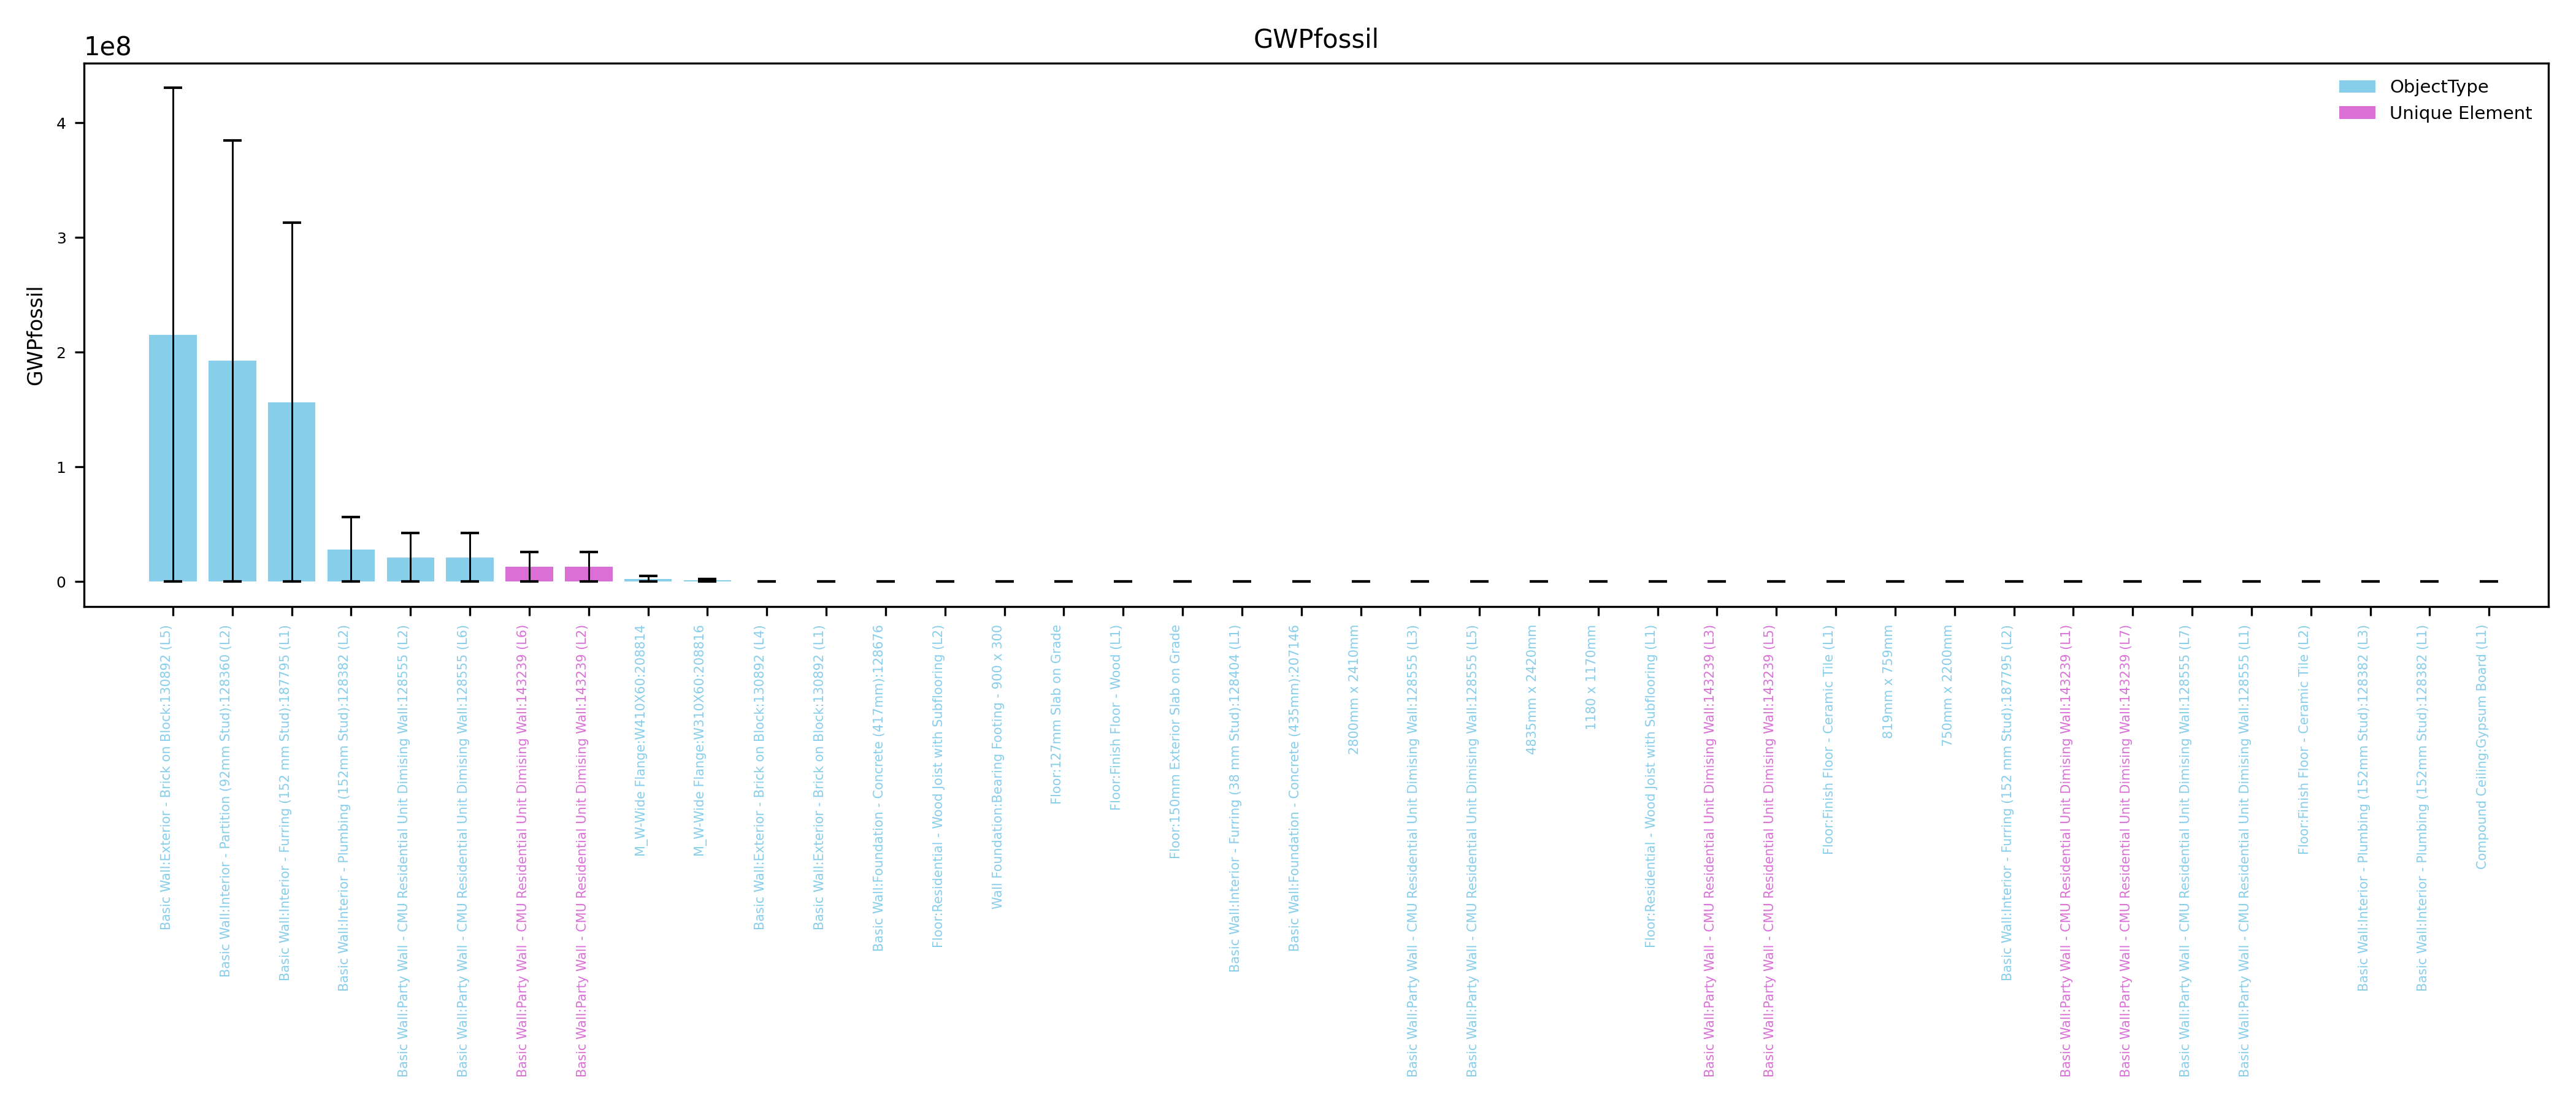 GWPfossil
1e8
ObjectType
Unique Element
GWPfossil
4
3
2
1
0
Basic Wall:Exterior - Brick on Block:130892 (L5)
Basic Wall:Interior - Partition (92mm Stud):128360 (L2)
Basic Wall:Interior - Furring (152 mm Stud):187795 (L1)
Basic Wall:Interior - Plumbing (152mm Stud):128382 (L2)
Basic Wall:Party Wall - CMU Residential Unit Dimising Wall:128555 (L2)
Basic Wall:Party Wall - CMU Residential Unit Dimising Wall:128555 (L6)
Basic Wall:Party Wall - CMU Residential Unit Dimising Wall:143239 (L6)
Basic Wall:Party Wall - CMU Residential Unit Dimising Wall:143239 (L2)
M_W-Wide Flange:W410X60:208814
M_W-Wide Flange:W310X60:208816
Basic Wall:Exterior - Brick on Block:130892 (L4)
Basic Wall:Exterior - Brick on Block:130892 (L1)
Basic Wall:Foundation - Concrete (417mm):128676
Floor:Residential - Wood Joist with Subflooring (L2)
Wall Foundation:Bearing Footing - 900 x 300
Floor:127mm Slab on Grade
Floor:Finish Floor - Wood (L1)
Floor:150mm Exterior Slab on Grade
Basic Wall:Interior - Furring (38 mm Stud):128404 (L1)
Basic Wall:Foundation - Concrete (435mm):207146
2800mm x 2410mm
Basic Wall:Party Wall - CMU Residential Unit Dimising Wall:128555 (L3)
Basic Wall:Party Wall - CMU Residential Unit Dimising Wall:128555 (L5)
4835mm x 2420mm
1180 x 1170mm
Floor:Residential - Wood Joist with Subflooring (L1)
Basic Wall:Party Wall - CMU Residential Unit Dimising Wall:143239 (L3)
Basic Wall:Party Wall - CMU Residential Unit Dimising Wall:143239 (L5)
Floor:Finish Floor - Ceramic Tile (L1)
819mm x 759mm
750mm x 2200mm
Basic Wall:Interior - Furring (152 mm Stud):187795 (L2)
Basic Wall:Party Wall - CMU Residential Unit Dimising Wall:143239 (L1)
Basic Wall:Party Wall - CMU Residential Unit Dimising Wall:143239 (L7)
Basic Wall:Party Wall - CMU Residential Unit Dimising Wall:128555 (L7)
Basic Wall:Party Wall - CMU Residential Unit Dimising Wall:128555 (L1)
Floor:Finish Floor - Ceramic Tile (L2)
Basic Wall:Interior - Plumbing (152mm Stud):128382 (L3)
Basic Wall:Interior - Plumbing (152mm Stud):128382 (L1)
Compound Ceiling:Gypsum Board (L1)